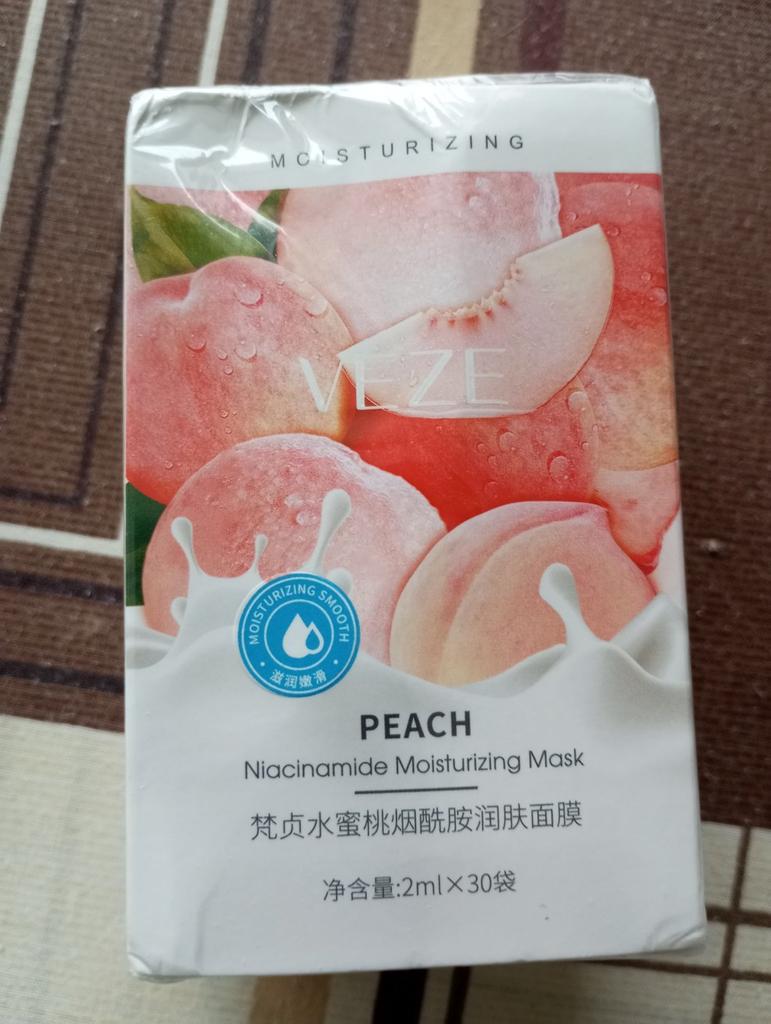 MOISTURIZING
VEZE
MOISTURIZING SMOOTH
滋润嫩滑
PEACH
Niacinamide Moisturizing Mask
梵贞水蜜桃烟酰胺润肤面膜
净含量:2ml×30袋